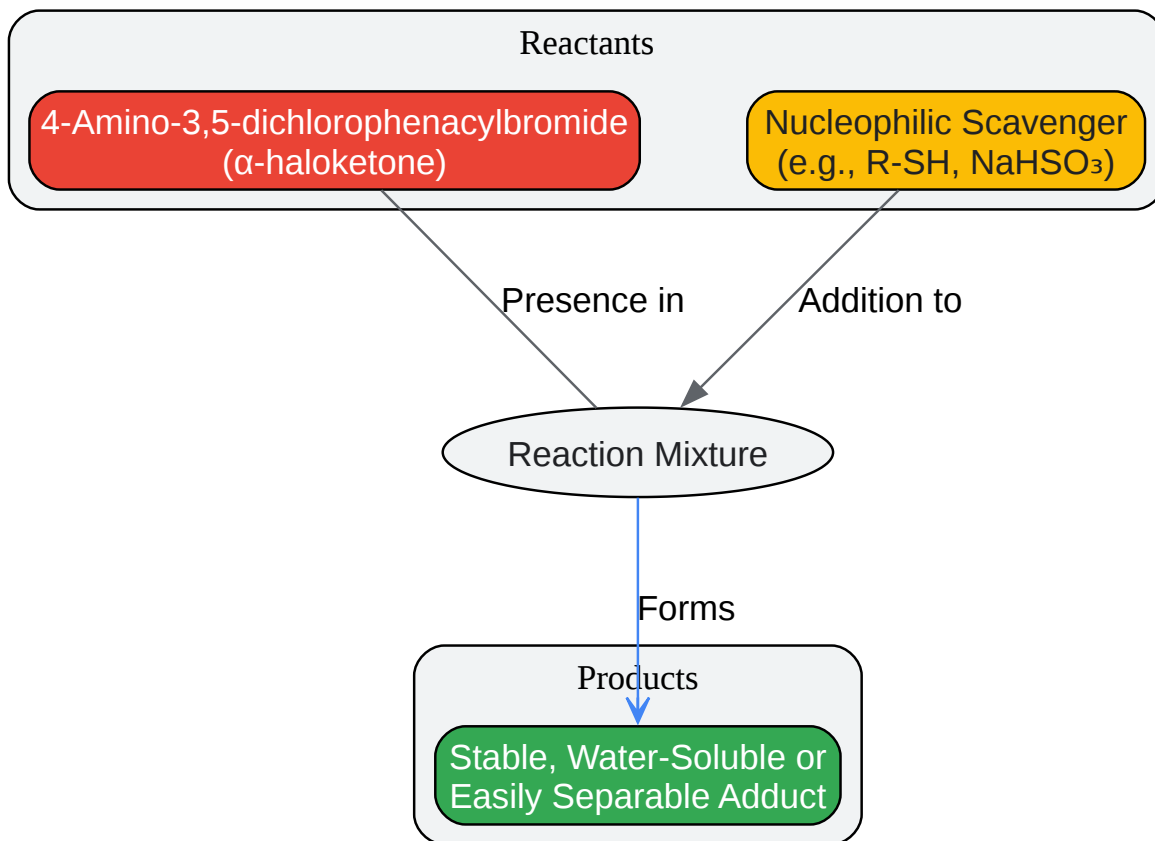 Reactants
4-Amino-3,5-dichlorophenacylbromide
(α-haloketone)
Nucleophilic Scavenger
(e.g., R-SH, NaHSO₃)
Presence in
Addition to
Reaction Mixture
Forms
Products
Stable, Water-Soluble or
Easily Separable Adduct